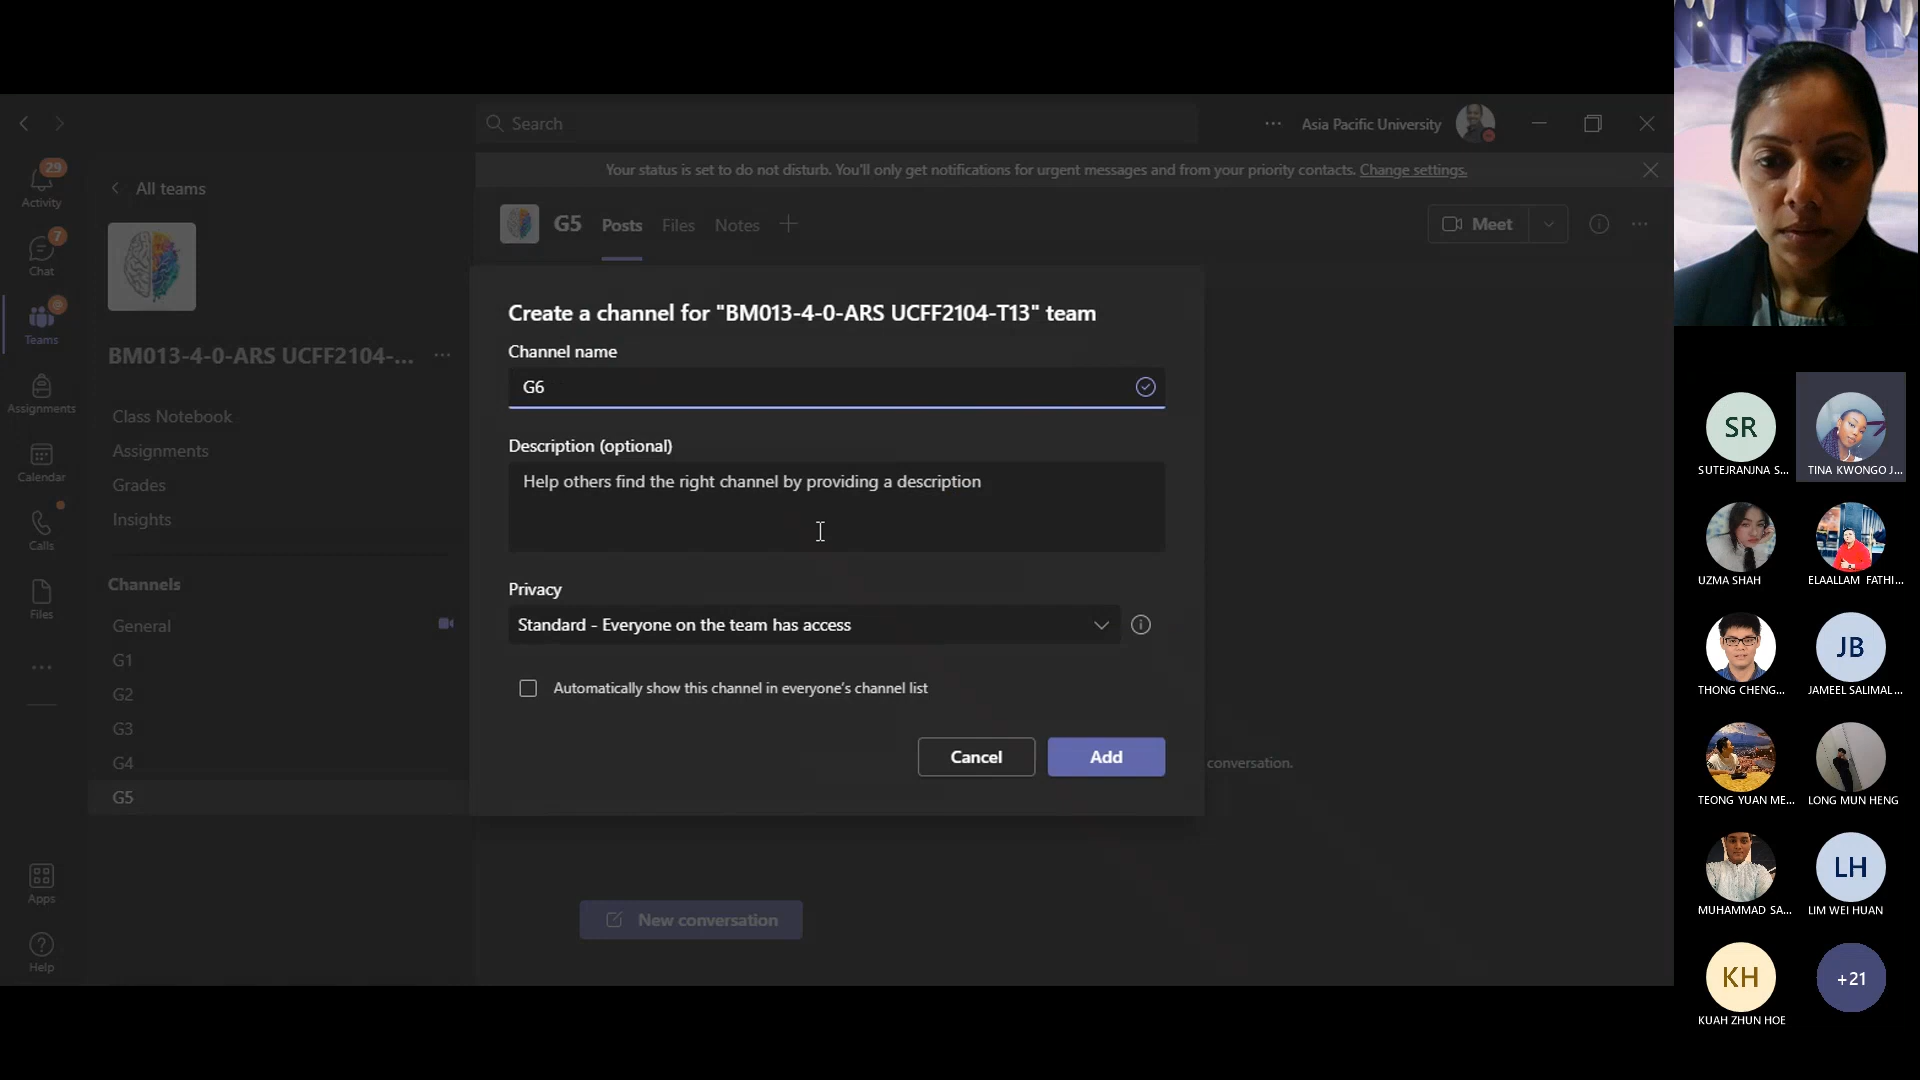 Search
Asia Pacific University
Your status is set to do not disturb. You'll only get notifications for urgent messages and from your priority contacts. Change settings.
29
Activity
7
Chat
Teams
Assignments
Calendar
Calls
Files
Apps
Help
All teams
BM013-4-0-ARS UCFF2104-...
Class Notebook
Assignments
Grades
Insights
Channels
General
G1
G2
G3
G4
G5
G5 Posts Files Notes
Meet
Create a channel for "BM013-4-0-ARS UCFF2104-T13" team
Channel name
G6
Description (optional)
Help others find the right channel by providing a description
Privacy
Standard - Everyone on the team has access
Automatically show this channel in everyone's channel list
Cancel Add
conversation.
New conversation
SR
SUTEJRANJNA S... TINA KWONGO J...
UZMA SHAH ELAALLAM FATHI...
JB
THONG CHENG... JAMEEL SALIMAL...
TEONG YUAN ME... LONG MUN HENG
LH
MUHAMMAD SA... LIM WEI HUAN
KH +21
KUAH ZHUN HOE